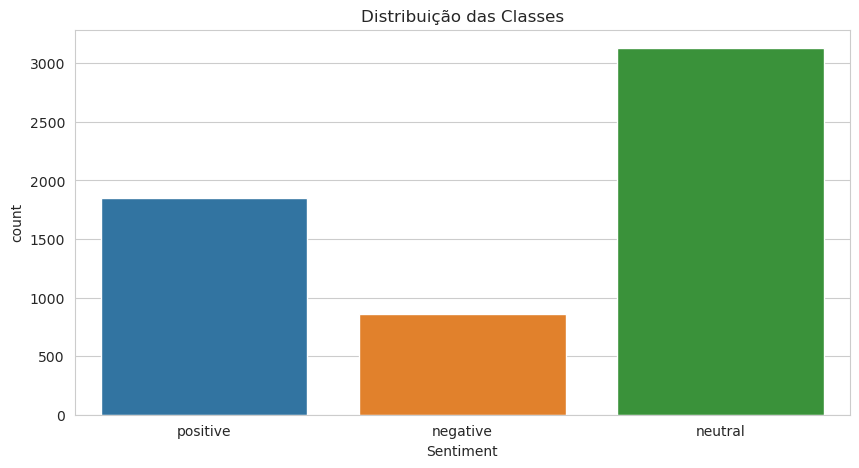 Distribuição das Classes
count
3000
2500
2000
1500
1000
500
0
positive negative neutral
Sentiment